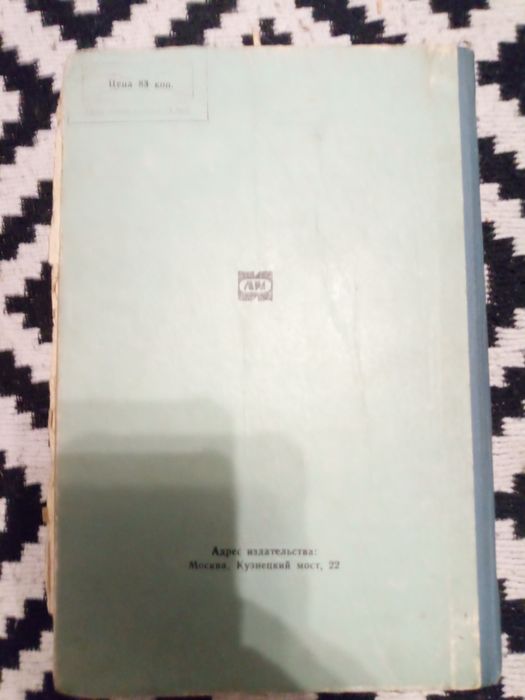 Цена 83 коп.
Адрес издательства:
Москва, Кузнецкий мост, 22